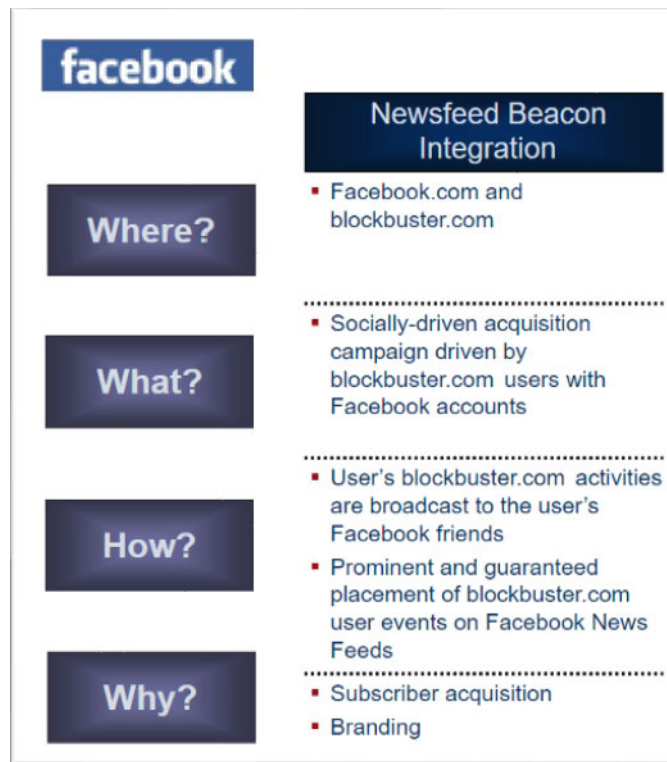 facebook
Newsfeed Beacon
Integration
Where?
▪ Facebook.com and
blockbuster.com
What?
▪ Socially-driven acquisition
campaign driven by
blockbuster.com users with
Facebook accounts
How?
▪ User's blockbuster.com activities
are broadcast to the user's
Facebook friends
▪ Prominent and guaranteed
placement of blockbuster.com
user events on Facebook News
Feeds
Why?
▪ Subscriber acquisition
▪ Branding